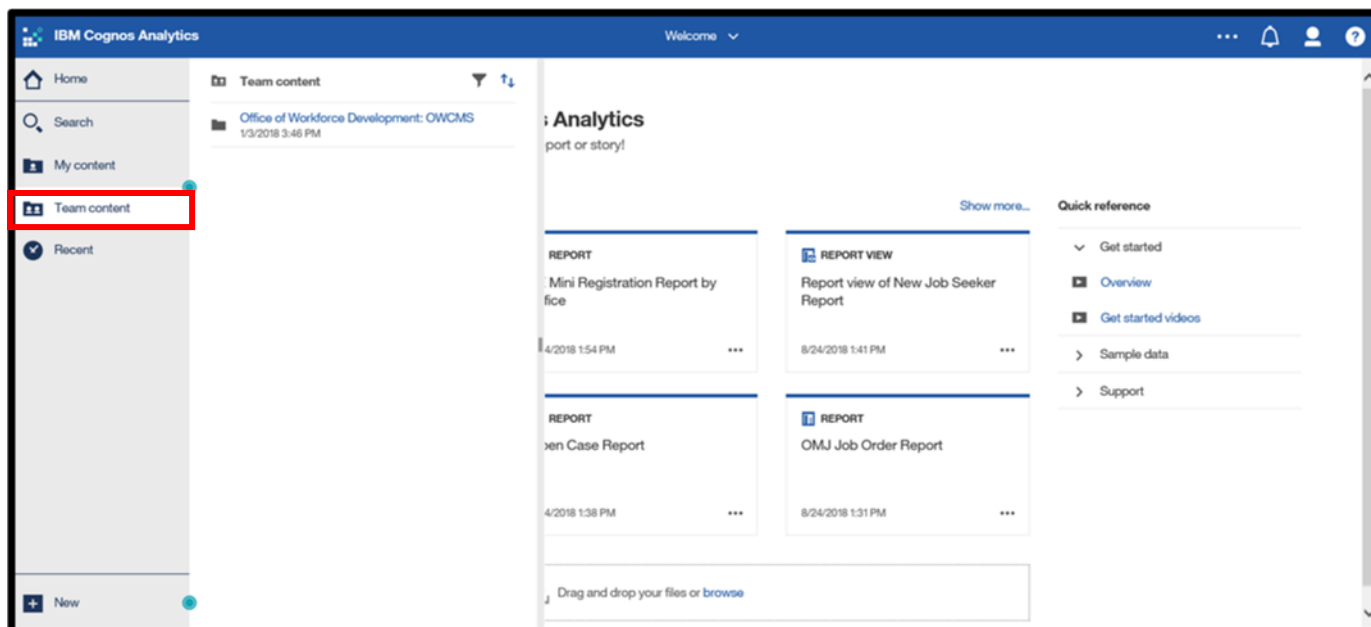 IBM Cognos Analytics
Welcome
Home
Search
My content
Team content
Recent
New
Team content
Office of Workforce Development: OWCMS
1/3/2018 3:46 PM
Analytics
port or story!
Show more...
REPORT
Mini Registration Report by
fice
4/2018 1:54 PM
REPORT VIEW
Report view of New Job Seeker
Report
8/24/2018 1:41 PM
REPORT
en Case Report
4/2018 1:38 PM
REPORT
OMJ Job Order Report
8/24/2018 1:31 PM
Drag and drop your files or browse
Quick reference
Get started
Overview
Get started videos
Sample data
Support